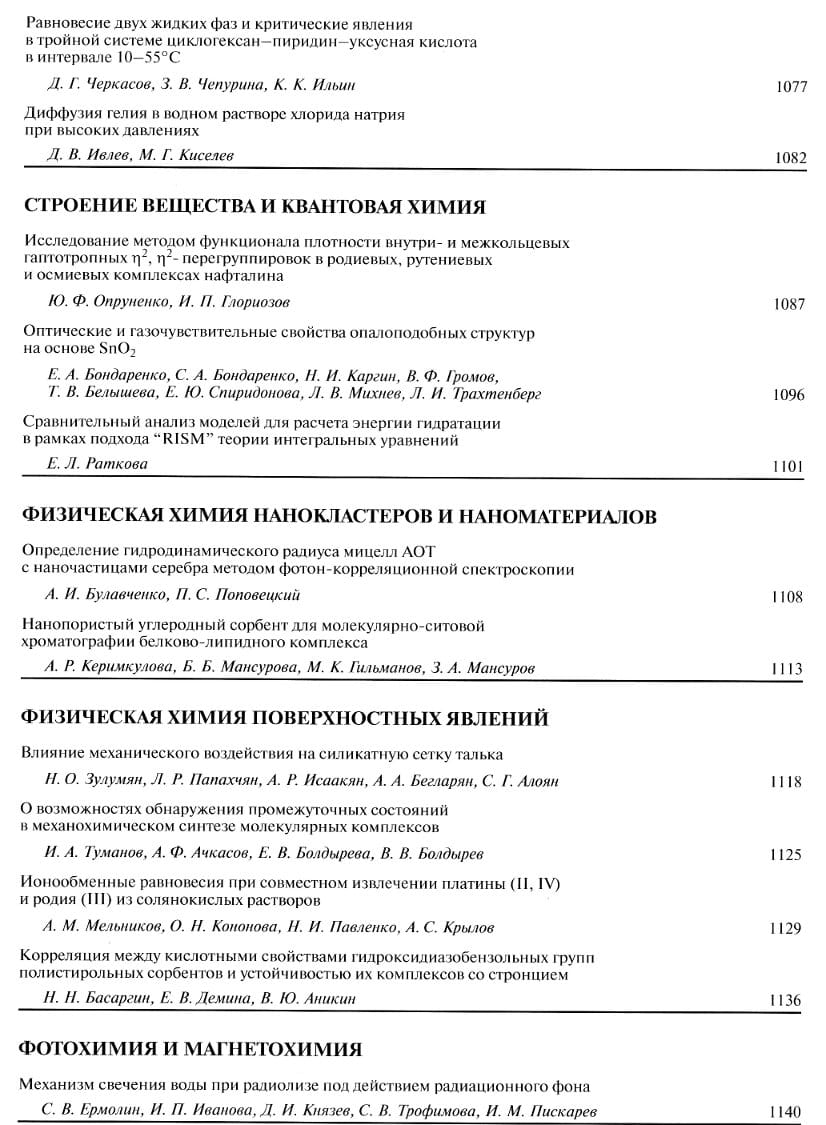 Равновесие двух жидких фаз и критические явления
в тройной системе циклогексан—пиридин—уксусная кислота
в интервале 10—55°С
Д. Г. Черкасов, З. В. Чепурина, К. К. Ильин 1077
Диффузия гелия в водном растворе хлорида натрия
при высоких давлениях
Д. В. Ивлев, М. Г. Киселев 1082
СТРОЕНИЕ ВЕЩЕСТВА И КВАНТОВАЯ ХИМИЯ
Исследование методом функционала плотности внутри- и межкольцевых
гаптотропных η², η²- перегруппировок в родиевых, рутениевых
и осмиевых комплексах нафталина
Ю. Ф. Опруненко, И. П. Глориозов 1087
Оптические и газочувствительные свойства опалоподобных структур
на основе SnO₂
Е. А. Бондаренко, С. А. Бондаренко, Н. И. Каргин, В. Ф. Громов,
Т. В. Белышева, Е. Ю. Спиридонова, Л. В. Михнев, Л. И. Трахтенберг 1096
Сравнительный анализ моделей для расчета энергии гидратации
в рамках подхода “RISM” теории интегральных уравнений
Е. Л. Раткова 1101
ФИЗИЧЕСКАЯ ХИМИЯ НАНОКЛАСТЕРОВ И НАНОМАТЕРИАЛОВ
Определение гидродинамического радиуса мицелл АОТ
с наночастицами серебра методом фотон-корреляционной спектроскопии
А. И. Булавченко, П. С. Поповецкий 1108
Нанопористый углеродный сорбент для молекулярно-ситовой
хроматографии белково-липидного комплекса
А. Р. Керимкулова, Б. Б. Мансурова, М. К. Гильманов, З. А. Мансуров 1113
ФИЗИЧЕСКАЯ ХИМИЯ ПОВЕРХНОСТНЫХ ЯВЛЕНИЙ
Влияние механического воздействия на силикатную сетку талька
Н. О. Зулумян, Л. Р. Папахчян, А. Р. Исаакян, А. А. Бегларян, С. Г. Алоян 1118
О возможностях обнаружения промежуточных состояний
в механохимическом синтезе молекулярных комплексов
И. А. Туманов, А. Ф. Ачкасов, Е. В. Болдырева, В. В. Болдырев 1125
Ионообменные равновесия при совместном извлечении платины (II, IV)
и родия (III) из солянокислых растворов
А. М. Мельников, О. Н. Кононова, Н. И. Павленко, А. С. Крылов 1129
Корреляция между кислотными свойствами гидроксидиазобензольных групп
полистирольных сорбентов и устойчивостью их комплексов со стронцием
Н. Н. Басаргин, Е. В. Демина, В. Ю. Аникин 1136
ФОТОХИМИЯ И МАГНЕТОХИМИЯ
Механизм свечения воды при радиолизе под действием радиационного фона
С. В. Ермолин, И. П. Иванова, Д. И. Князев, С. В. Трофимова, И. М. Пискарев 1140